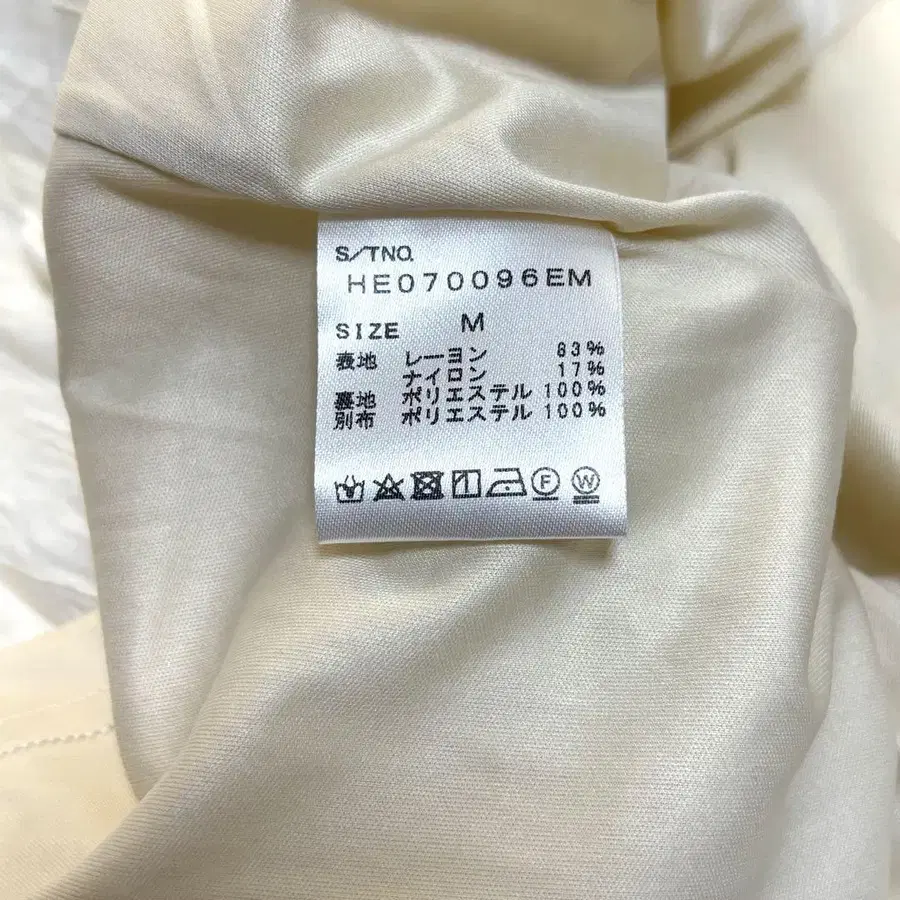 S/TNO.
HE070096EM
SIZE M
表地 レーヨン 83%
ナイロン 17%
裏地 ポリエステル 100%
別布 ポリエステル 100%
F W